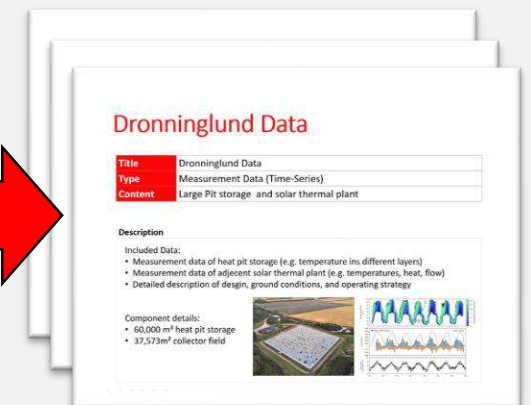 Dronninglund Data
Title Dronninglund Data
Type Measurement Data (Time-Series)
Content Large Pit storage and solar thermal plant
Description
Included Data:
• Measurement data of heat pit storage (e.g. temperature ins different layers)
• Measurement data of adjecent solar thermal plant (e.g. temperatures, heat, flow)
• Detailed description of desgin, ground conditions, and operating strategy
Component details:
• 60,000 m³ heat pit storage
• 37,573m² collector field